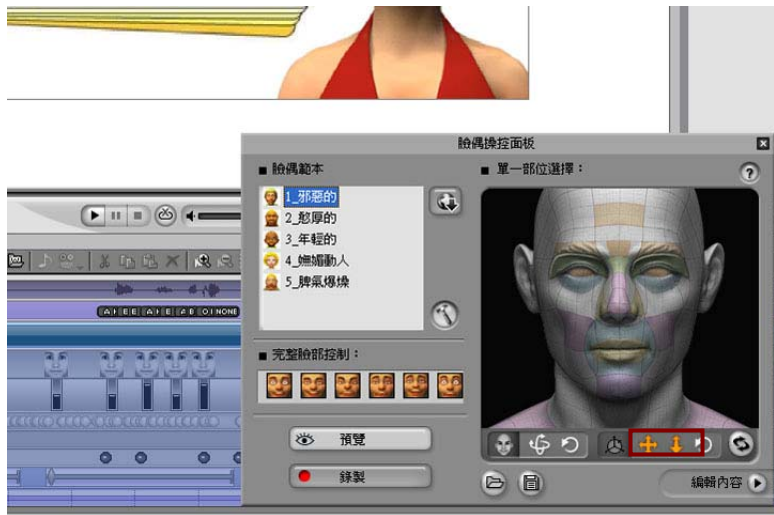 臉偶操控面板
臉偶範本
單一部位選擇：
?
1_邪惡的
2_憨厚的
3_年輕的
4_嫵媚動人
5_脾氣爆燥
完整臉部控制：
預覽
錄製
編輯內容
NONE